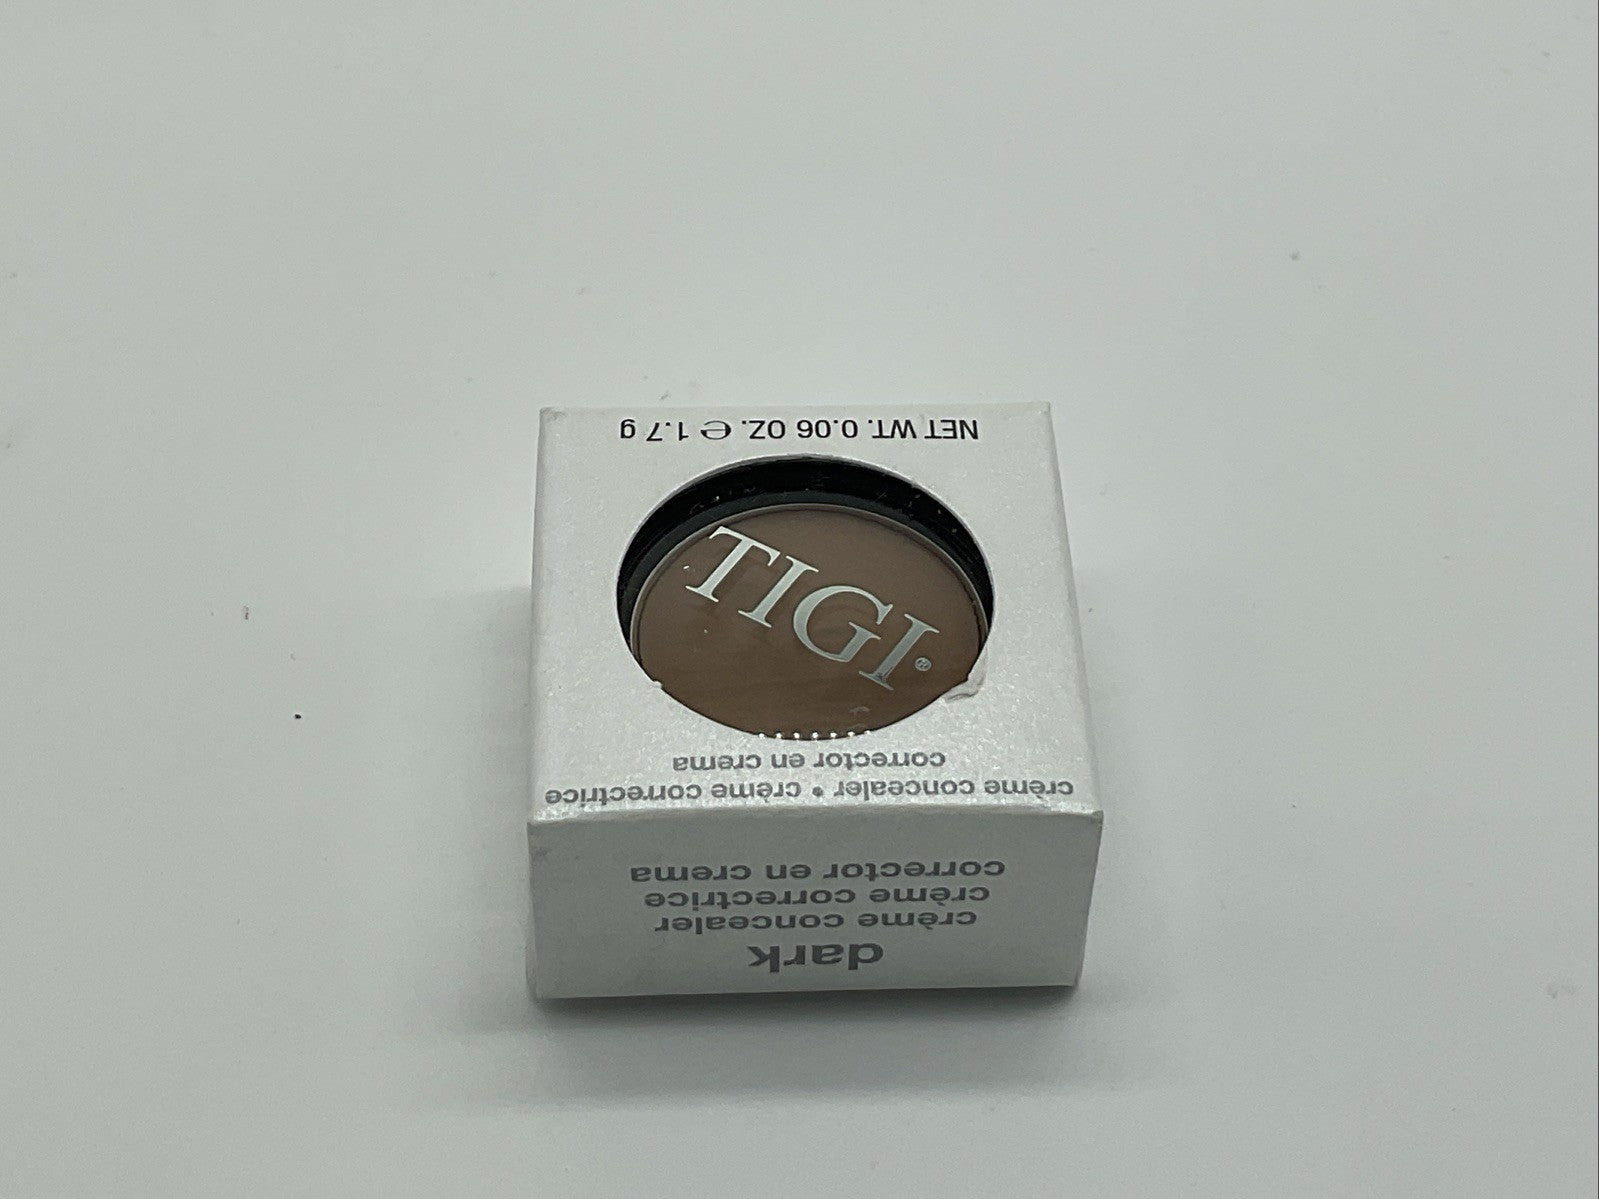 dark
crème concealer
crème correctrice
corrector en crema
crème concealer • crème correctrice
corrector en crema
TIGI®
NET WT. 0.06 OZ. ℮ 1.7 g